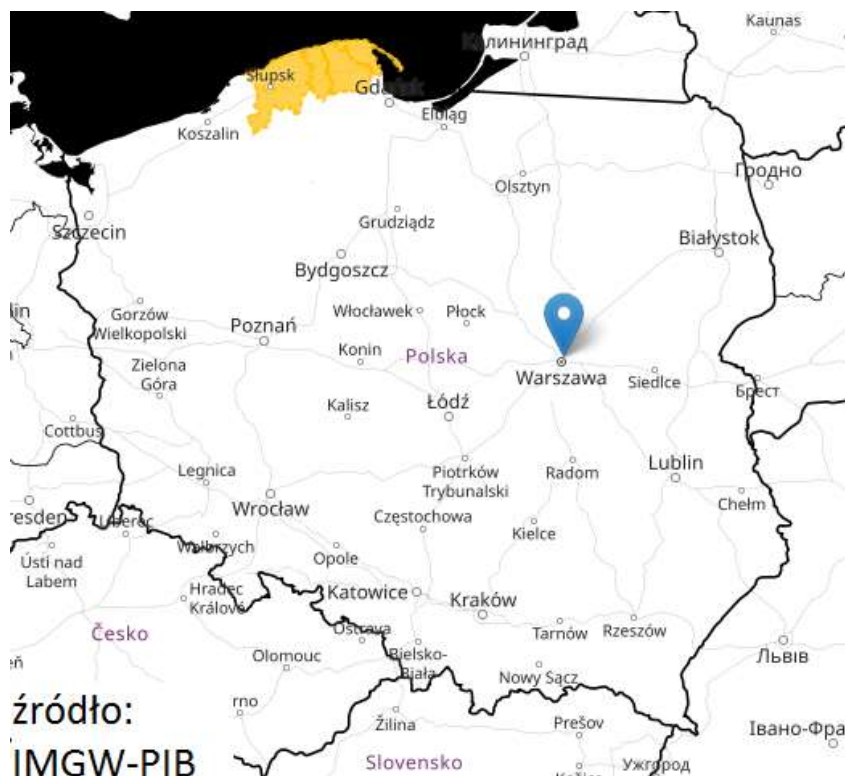 Kaunas
Калининград
Słupsk
Gdańsk
Koszalin
Elbląg
Гродно
Olsztyn
Szczecin
Grudziądz
Białystok
Bydgoszcz
Gorzów
Wielkopolski
Włocławek
Płock
Poznań
Konin
Polska
Zielona
Góra
Warszawa
Siedlce
Брест
Kalisz
Łódź
Cottbus
Legnica
Piotrków
Trybunalski
Radom
Lublin
Wrocław
Częstochowa
Chełm
Liberec
Wałbrzych
Kielce
Ústí nad
Labem
Opole
Hradec
Králové
Katowice
Kraków
Česko
Ostrava
Tarnów
Rzeszów
Olomouc
Bielsko-
Biała
Львів
Nowy Sącz
źródło:
IMGW-PIB
rno
Žilina
Prešov
Івано-Фра
Slovensko
Ужгород